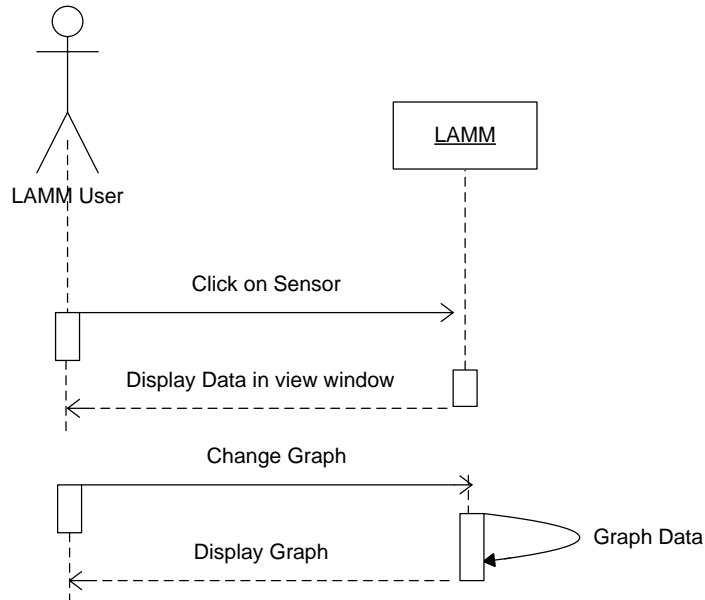 LAMM
LAMM User
Click on Sensor
Display Data in view window
Change Graph
Graph Data
Display Graph